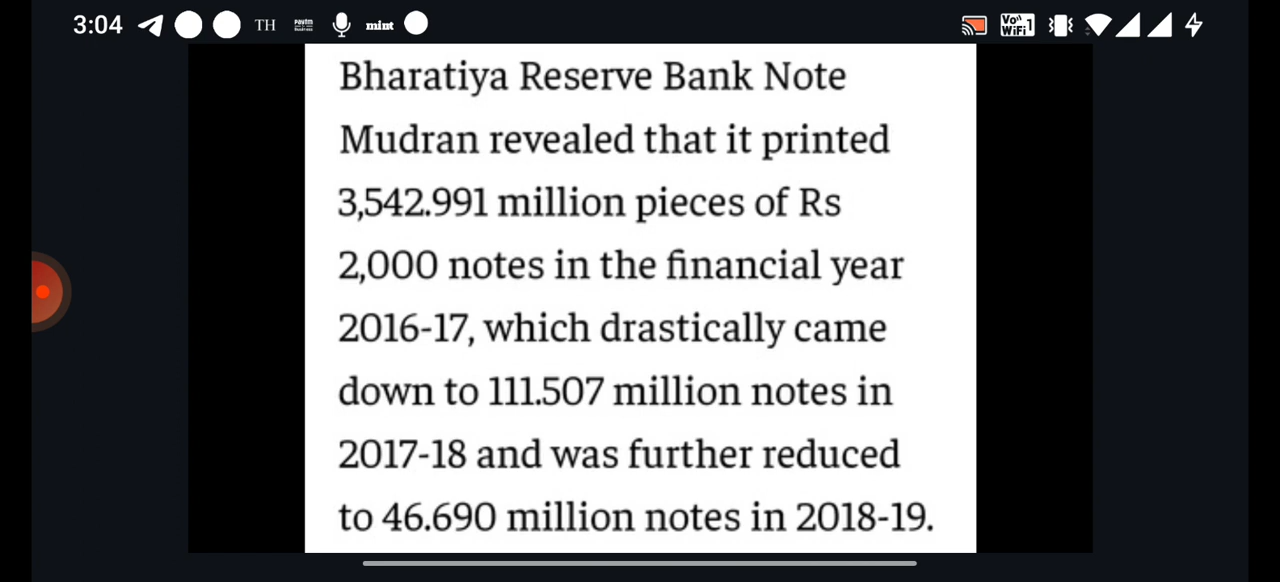 3:04 TH paytm Business mint Vo)) WiFi 1
Bharatiya Reserve Bank Note
Mudran revealed that it printed
3,542.991 million pieces of Rs
2,000 notes in the financial year
2016-17, which drastically came
down to 111.507 million notes in
2017-18 and was further reduced
to 46.690 million notes in 2018-19.